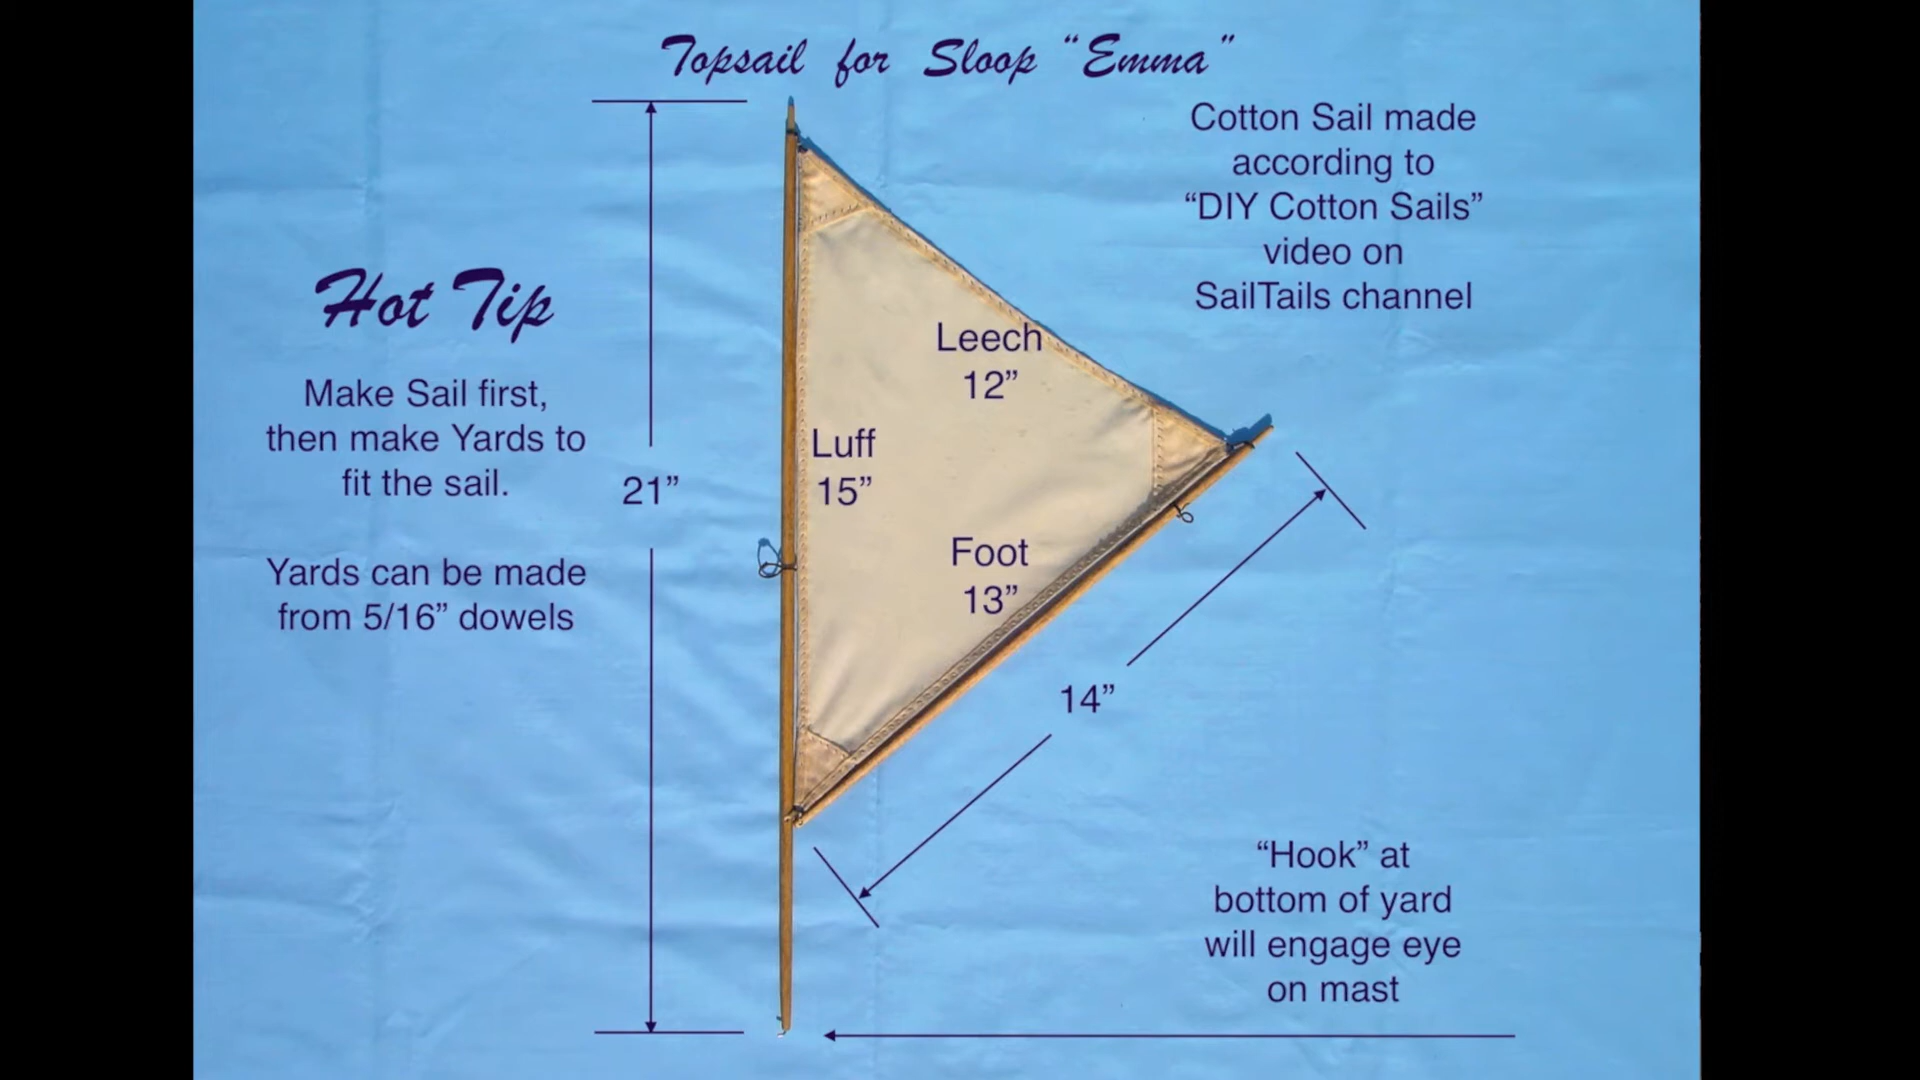 Topsail for Sloop “Emma”
Cotton Sail made
according to
“DIY Cotton Sails”
video on
SailTails channel
Hot Tip
Make Sail first,
then make Yards to
fit the sail.
Yards can be made
from 5/16” dowels
21”
Leech
12”
Luff
15”
Foot
13”
14”
“Hook” at
bottom of yard
will engage eye
on mast